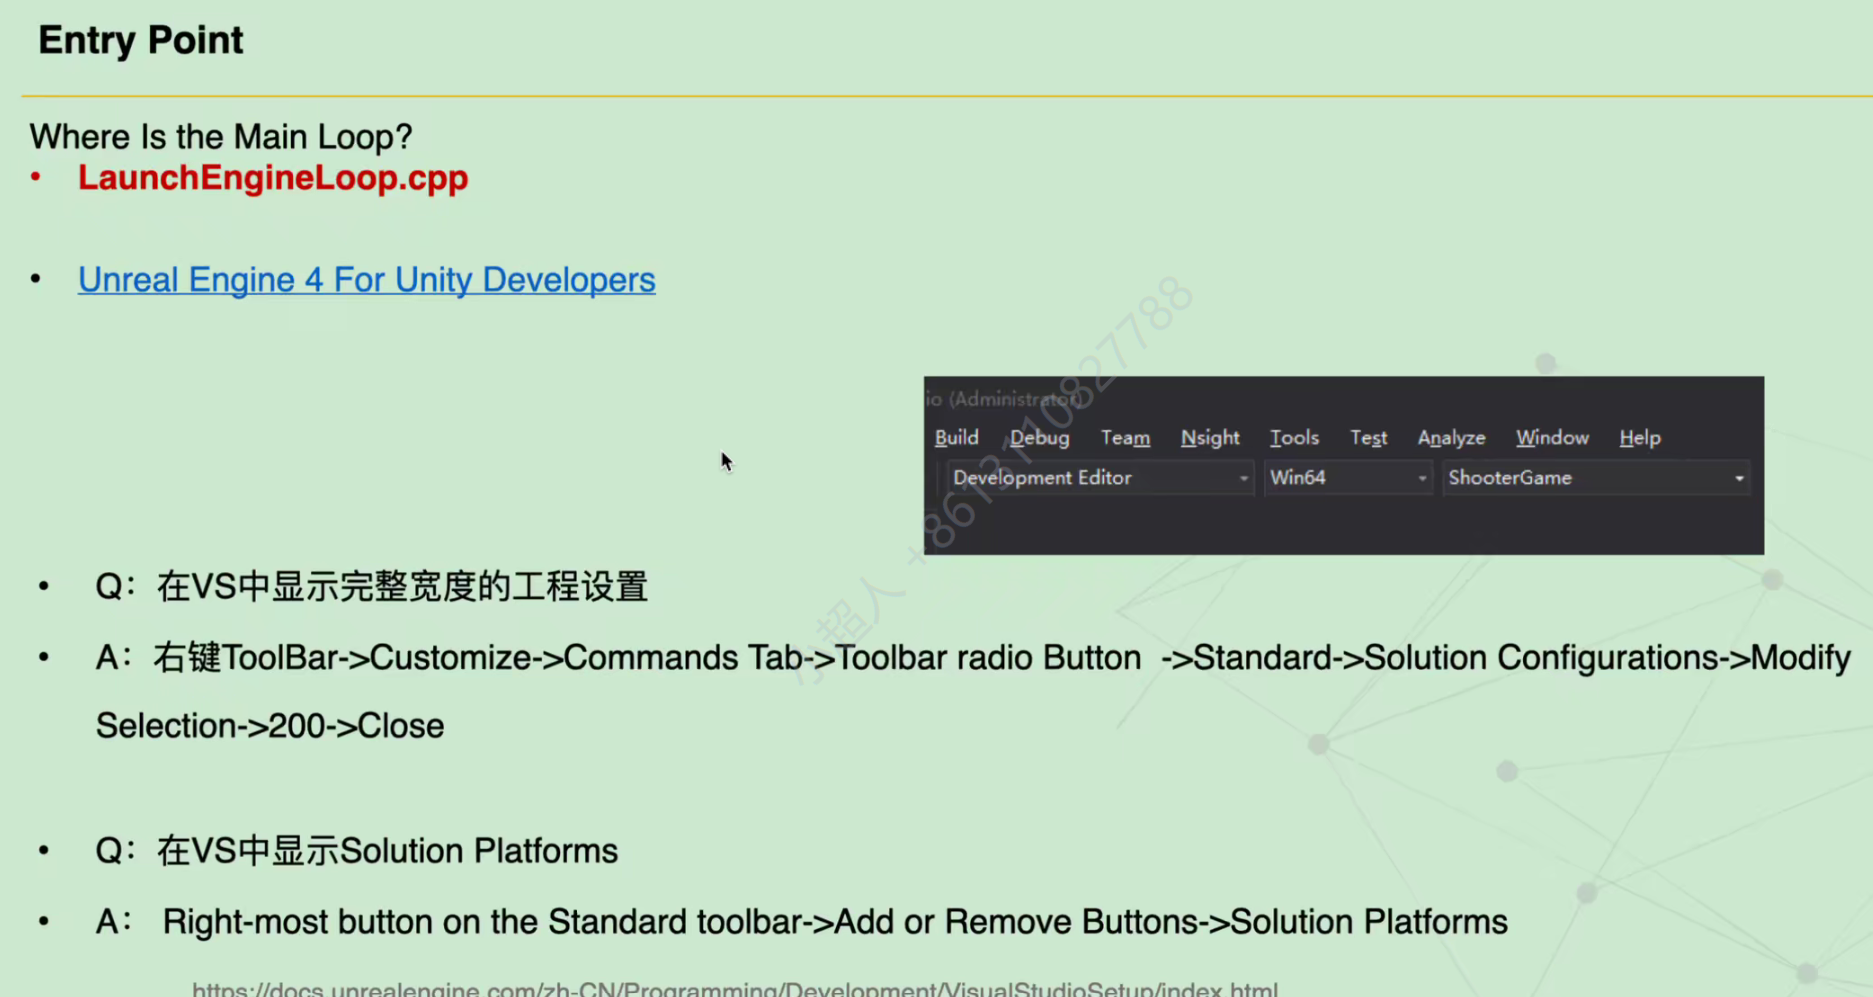 Entry Point
Where Is the Main Loop?
• LaunchEngineLoop.cpp
• Unreal Engine 4 For Unity Developers
io (Administrator)
Build Debug Team Nsight Tools Test Analyze Window Help
Development Editor Win64 ShooterGame
小超人 +8613110827788
• Q：在VS中显示完整宽度的工程设置
• A：右键ToolBar->Customize->Commands Tab->Toolbar radio Button ->Standard->Solution Configurations->Modify
Selection->200->Close
• Q：在VS中显示Solution Platforms
• A： Right-most button on the Standard toolbar->Add or Remove Buttons->Solution Platforms
https://docs.unrealengine.com/zh-CN/Programming/Development/VisualStudioSetup/index.html